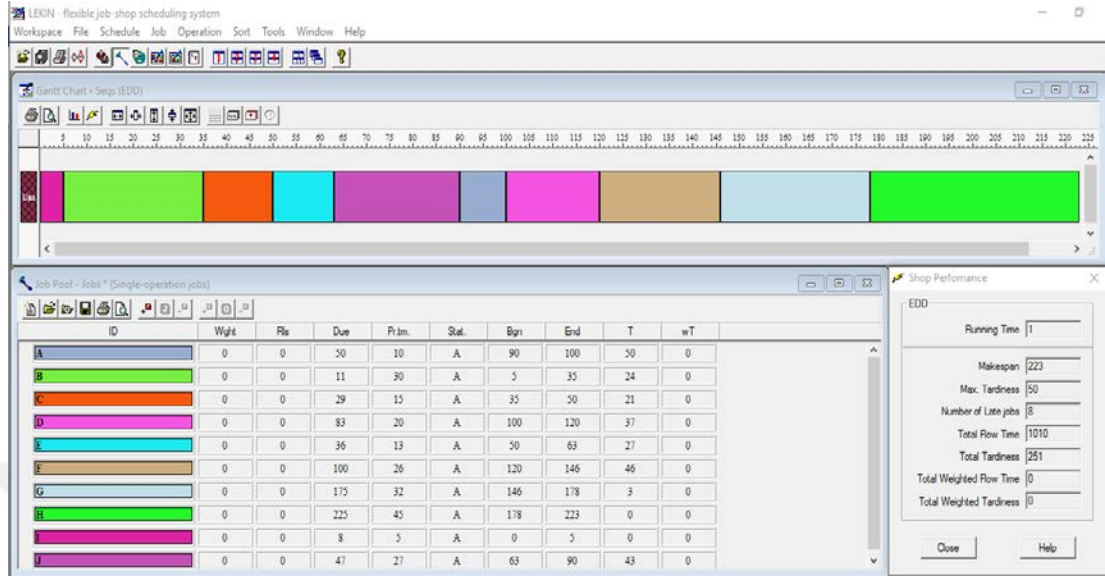 LEKIN - flexible job-shop scheduling system
Workspace File Schedule Job Operation Sort Tools Window Help
Gantt Chart - Seqs (EDD)
5 10 15 20 25 30 35 40 45 50 55 60 65 70 75 80 85 90 95 100 105 110 115 120 125 130 135 140 145 150 155 160 165 170 175 180 185 190 195 200 205 210 215 220 225
Job Pool - Jobs * (Single-operation jobs)
ID Wght Rls Due Pr.tm. Stat. Bgn End T wT
A 0 0 50 10 A 90 100 50 0
B 0 0 11 30 A 5 35 24 0
C 0 0 29 15 A 35 50 21 0
D 0 0 83 20 A 100 120 37 0
E 0 0 36 13 A 50 63 27 0
F 0 0 100 26 A 120 146 46 0
G 0 0 175 32 A 146 178 3 0
H 0 0 225 45 A 178 223 0 0
I 0 0 8 5 A 0 5 0 0
J 0 0 47 27 A 63 90 43 0
Shop Perfomance
EDD
Running Time 1
Makespan 223
Max. Tardiness 50
Number of Late jobs 8
Total Flow Time 1010
Total Tardiness 251
Total Weighted Flow Time 0
Total Weighted Tardiness 0
Close Help